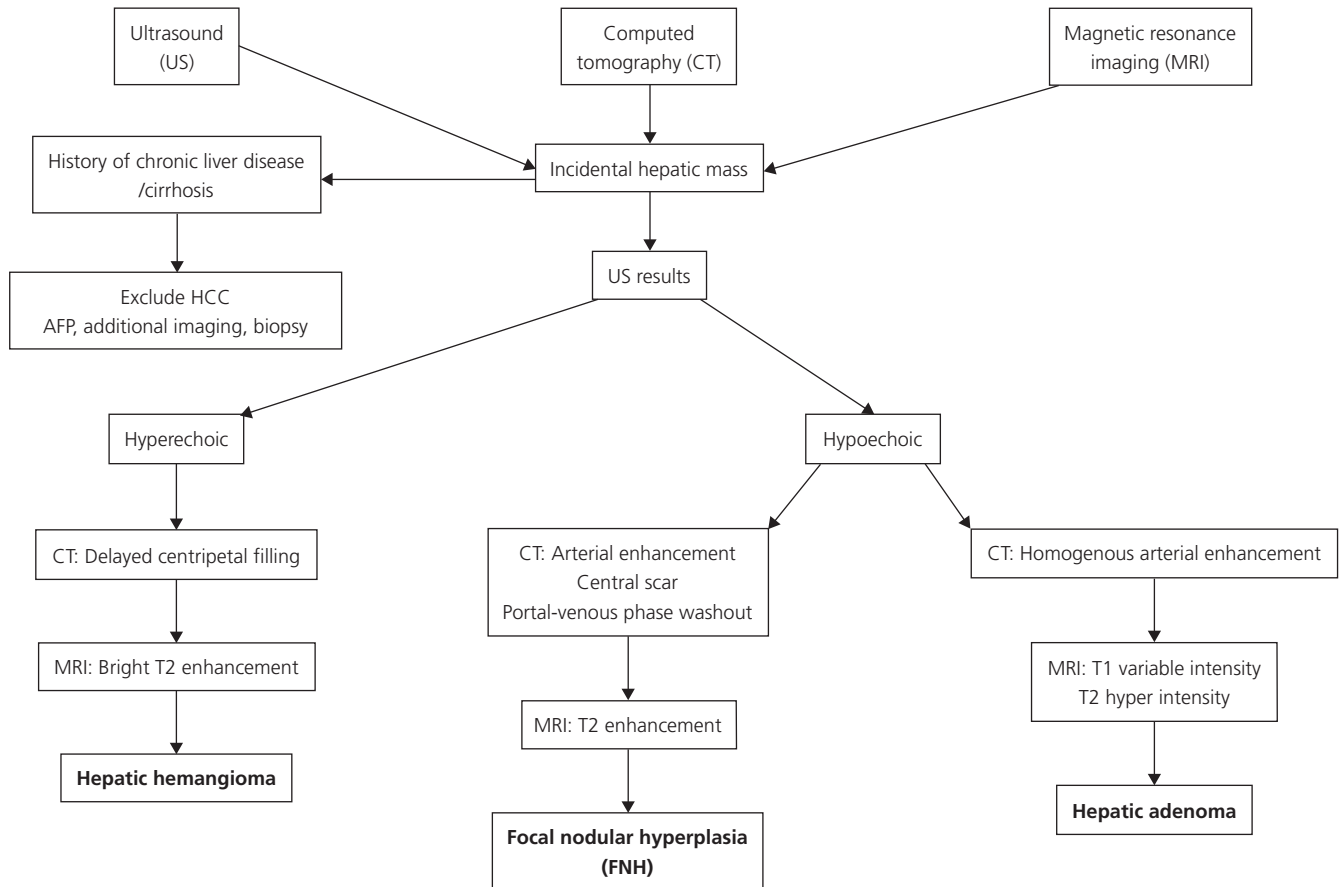 Ultrasound
(US)
Computed
tomography (CT)
Magnetic resonance
imaging (MRI)
History of chronic liver disease
/cirrhosis
Incidental hepatic mass
Exclude HCC
AFP, additional imaging, biopsy
US results
Hyperechoic
Hypoechoic
CT: Delayed centripetal filling
CT: Arterial enhancement
Central scar
Portal-venous phase washout
CT: Homogenous arterial enhancement
MRI: Bright T2 enhancement
MRI: T2 enhancement
MRI: T1 variable intensity
T2 hyper intensity
Hepatic hemangioma
Focal nodular hyperplasia
(FNH)
Hepatic adenoma